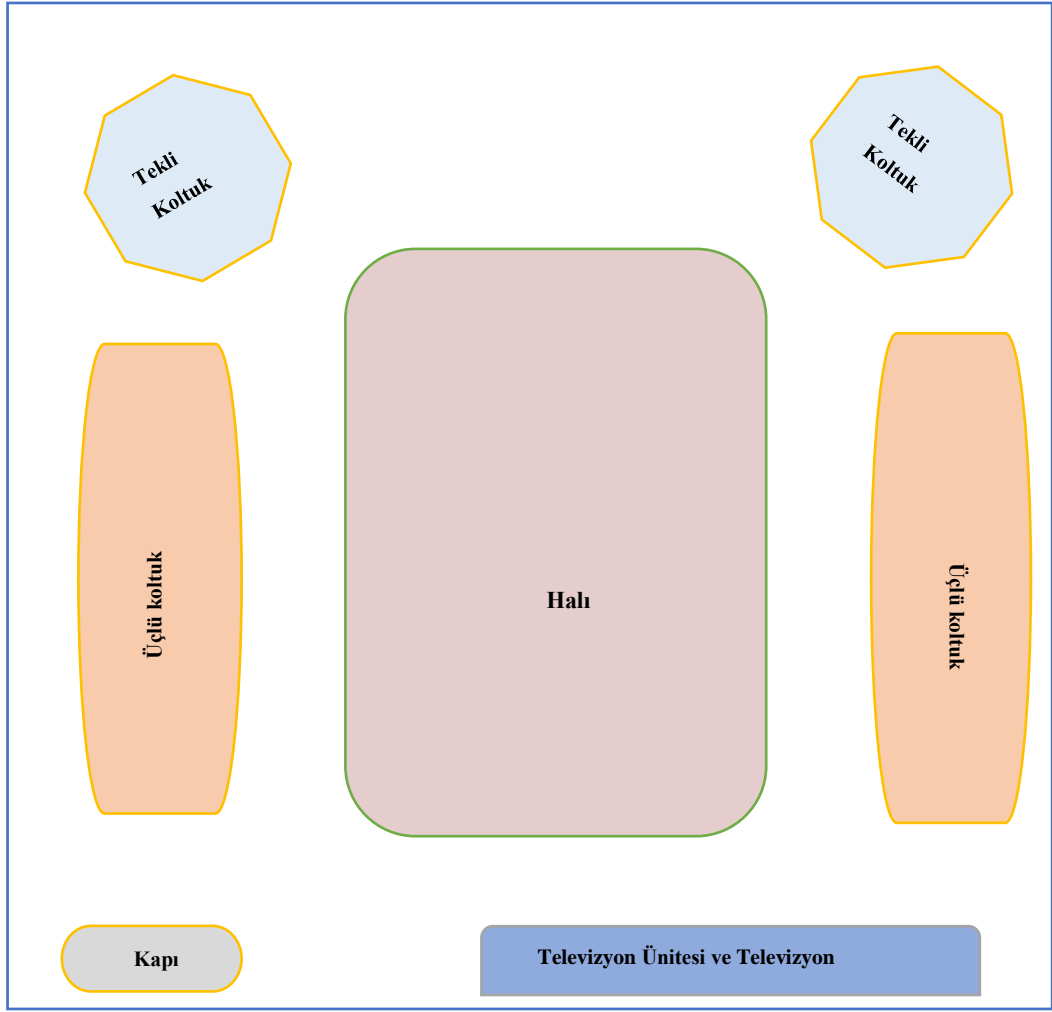 Tekli
Koltuk
Tekli
Koltuk
Üçlü koltuk
Halı
Üçlü koltuk
Kapı
Televizyon Ünitesi ve Televizyon